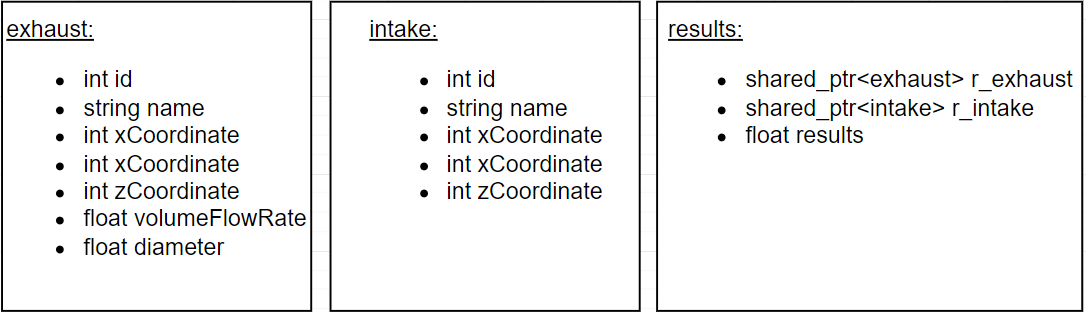 exhaust:
int id
string name
int xCoordinate
int xCoordinate
int zCoordinate
float volumeFlowRate
float diameter
intake:
int id
string name
int xCoordinate
int xCoordinate
int zCoordinate
results:
shared_ptr<exhaust> r_exhaust
shared_ptr<intake> r_intake
float results